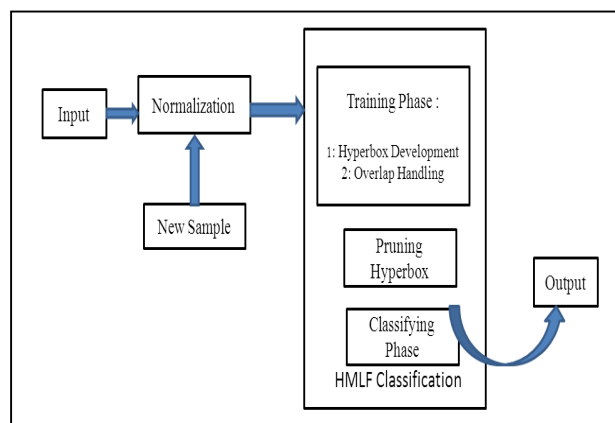 Input
Normalization
New Sample
Training Phase :
1: Hyperbox Development
2: Overlap Handling
Pruning
Hyperbox
Classifying
Phase
HMLF Classification
Output